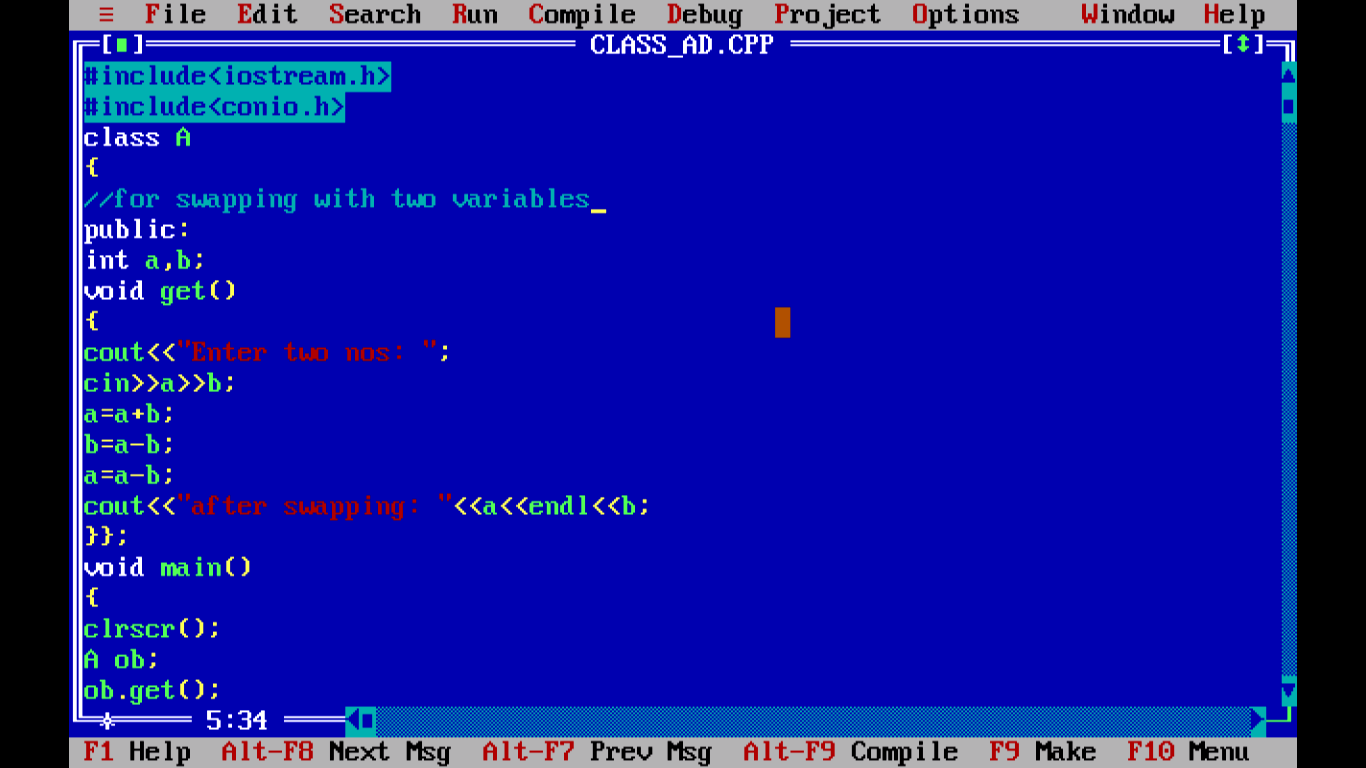 ≡ File Edit Search Run Compile Debug Project Options Window Help
[■] CLASS_AD.CPP [↕]
#include<iostream.h>
#include<conio.h>
class A
{
//for swapping with two variables_
public:
int a,b;
void get()
{
cout<<"Enter two nos: ";
cin>>a>>b;
a=a+b;
b=a-b;
a=a-b;
cout<<"after swapping: "<<a<<endl<<b;
}};
void main()
{
clrscr();
A ob;
ob.get();
5:34
F1 Help Alt-F8 Next Msg Alt-F7 Prev Msg Alt-F9 Compile F9 Make F10 Menu